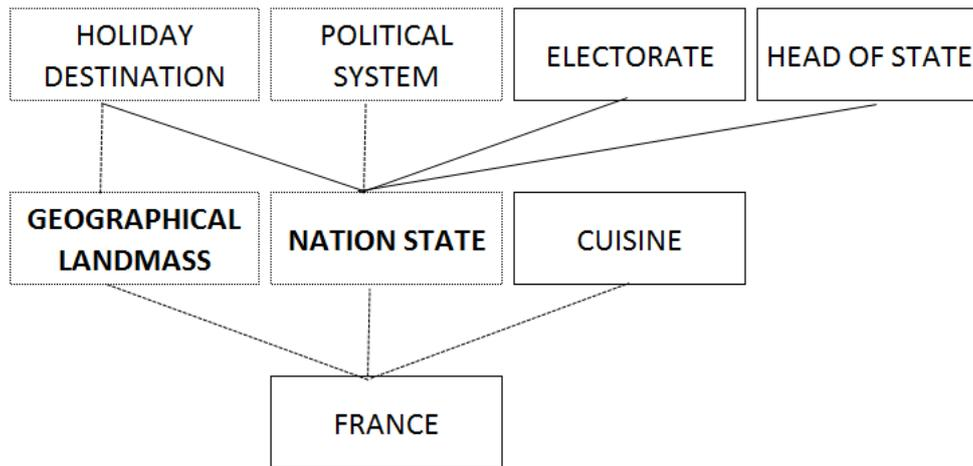 HOLIDAY
DESTINATION
POLITICAL
SYSTEM
ELECTORATE
HEAD OF STATE
GEOGRAPHICAL
LANDMASS
NATION STATE
CUISINE
FRANCE